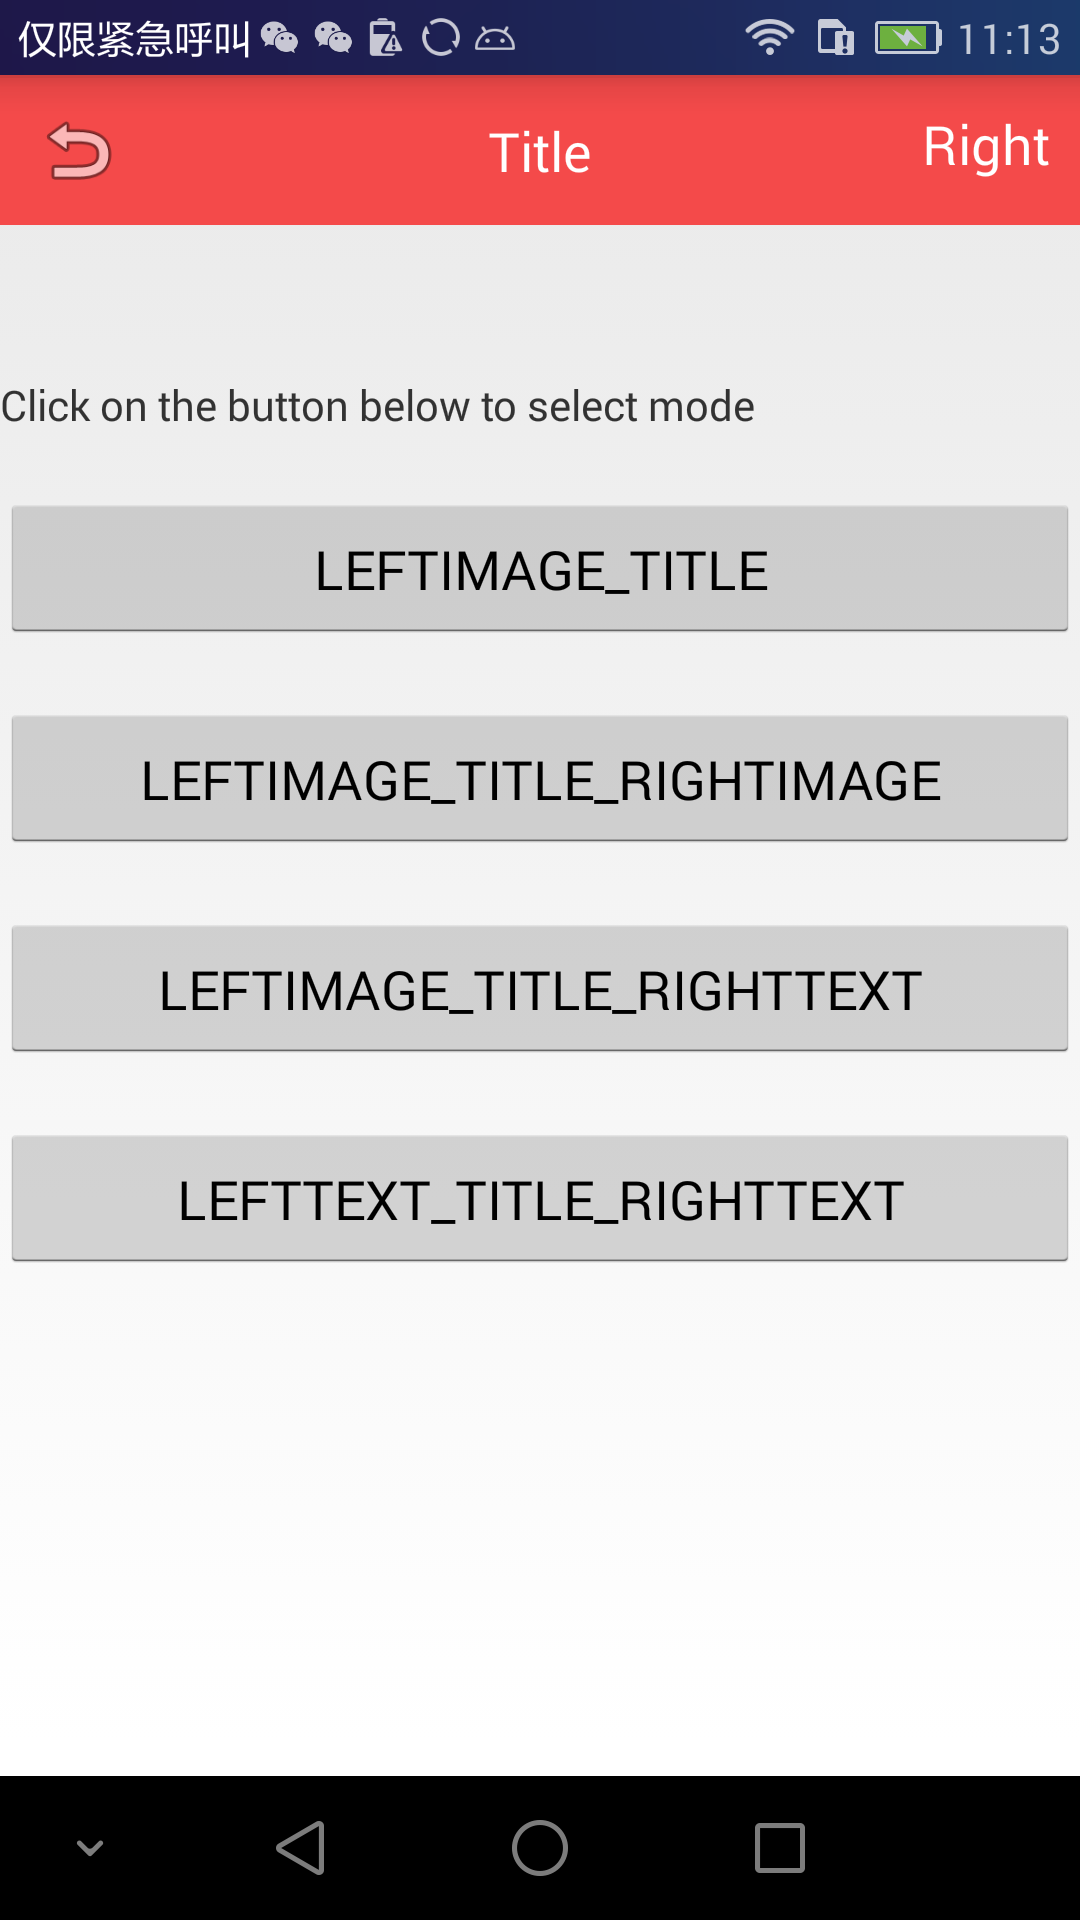 仅限紧急呼叫 11:13
Title Right
Click on the button below to select mode
LEFTIMAGE_TITLE
LEFTIMAGE_TITLE_RIGHTIMAGE
LEFTIMAGE_TITLE_RIGHTTEXT
LEFTTEXT_TITLE_RIGHTTEXT